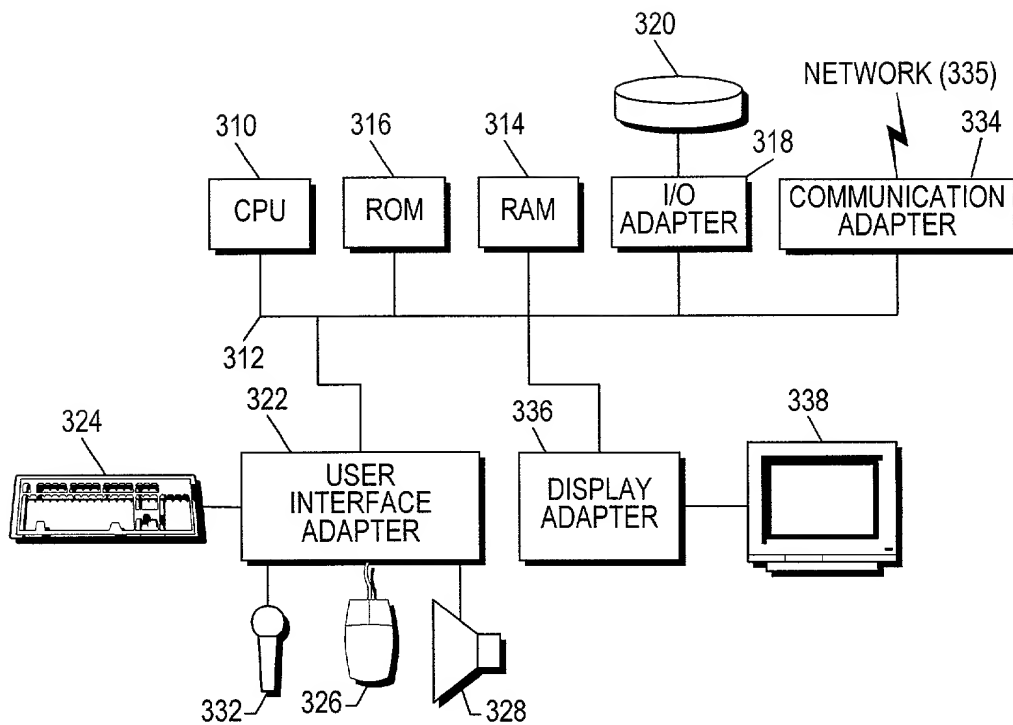 320
NETWORK (335)
310
316
314
318
334
CPU
ROM
RAM
I/O
ADAPTER
COMMUNICATION
ADAPTER
312
324
322
336
338
USER
INTERFACE
ADAPTER
DISPLAY
ADAPTER
332
326
328